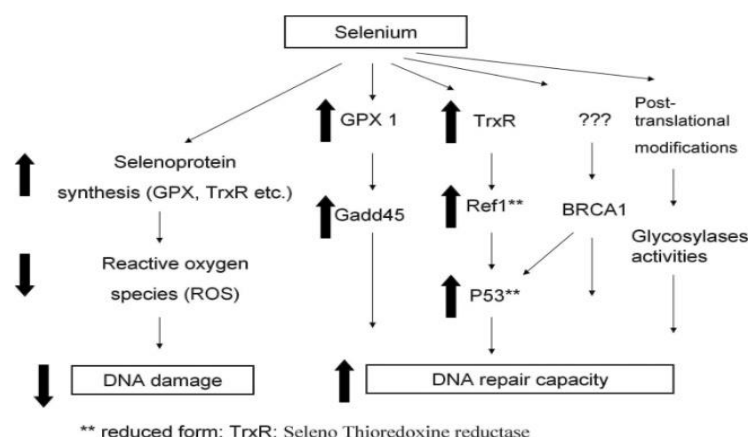 Selenium
GPX 1
TrxR
???
Post-
translational
modifications
Selenoprotein
synthesis (GPX, TrxR etc.)
Gadd45
Ref1**
BRCA1
Glycosylases
activities
Reactive oxygen
species (ROS)
P53**
DNA damage
DNA repair capacity
** reduced form; TrxR: Seleno Thioredoxine reductase